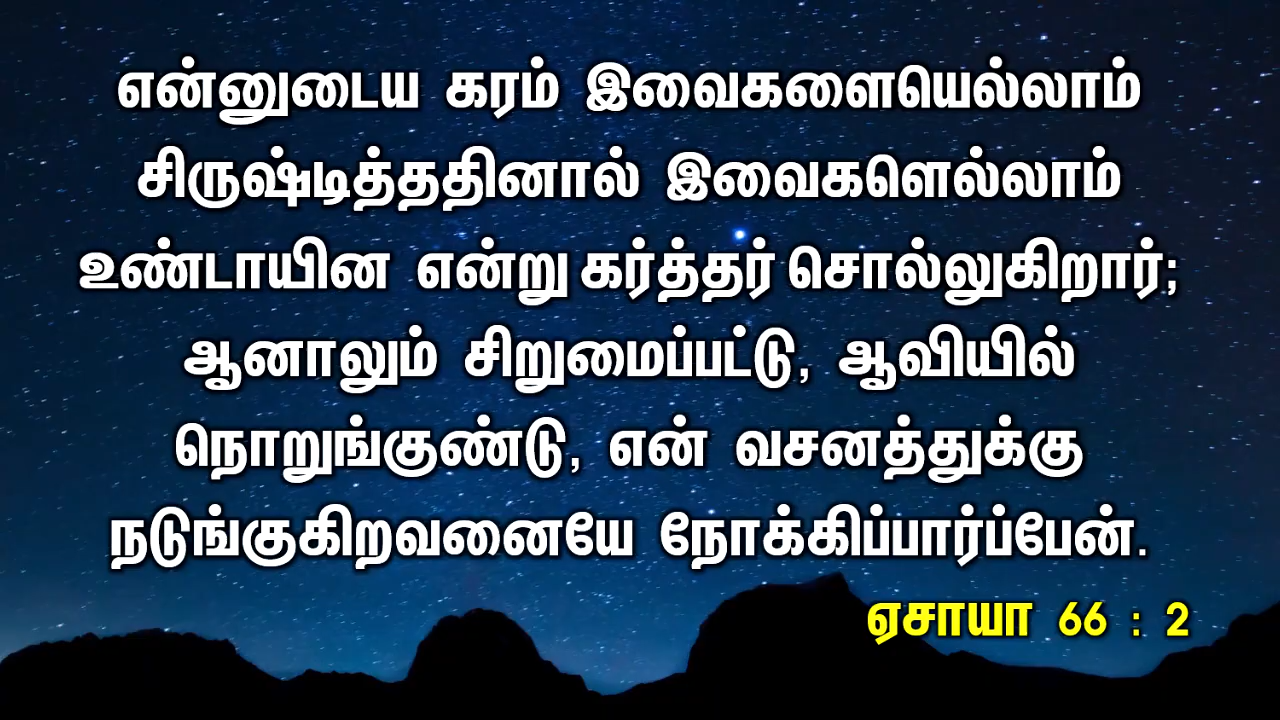 என்னுடைய கரம் இவைகளையெல்லாம்
சிருஷ்டித்ததினால் இவைகளெல்லாம்
உண்டாயின என்று கர்த்தர் சொல்லுகிறார்;
ஆனாலும் சிறுமைப்பட்டு, ஆவியில்
நொறுங்குண்டு, என் வசனத்துக்கு
நடுங்குகிறவனையே நோக்கிப்பார்ப்பேன்.
ஏசாயா 66 : 2